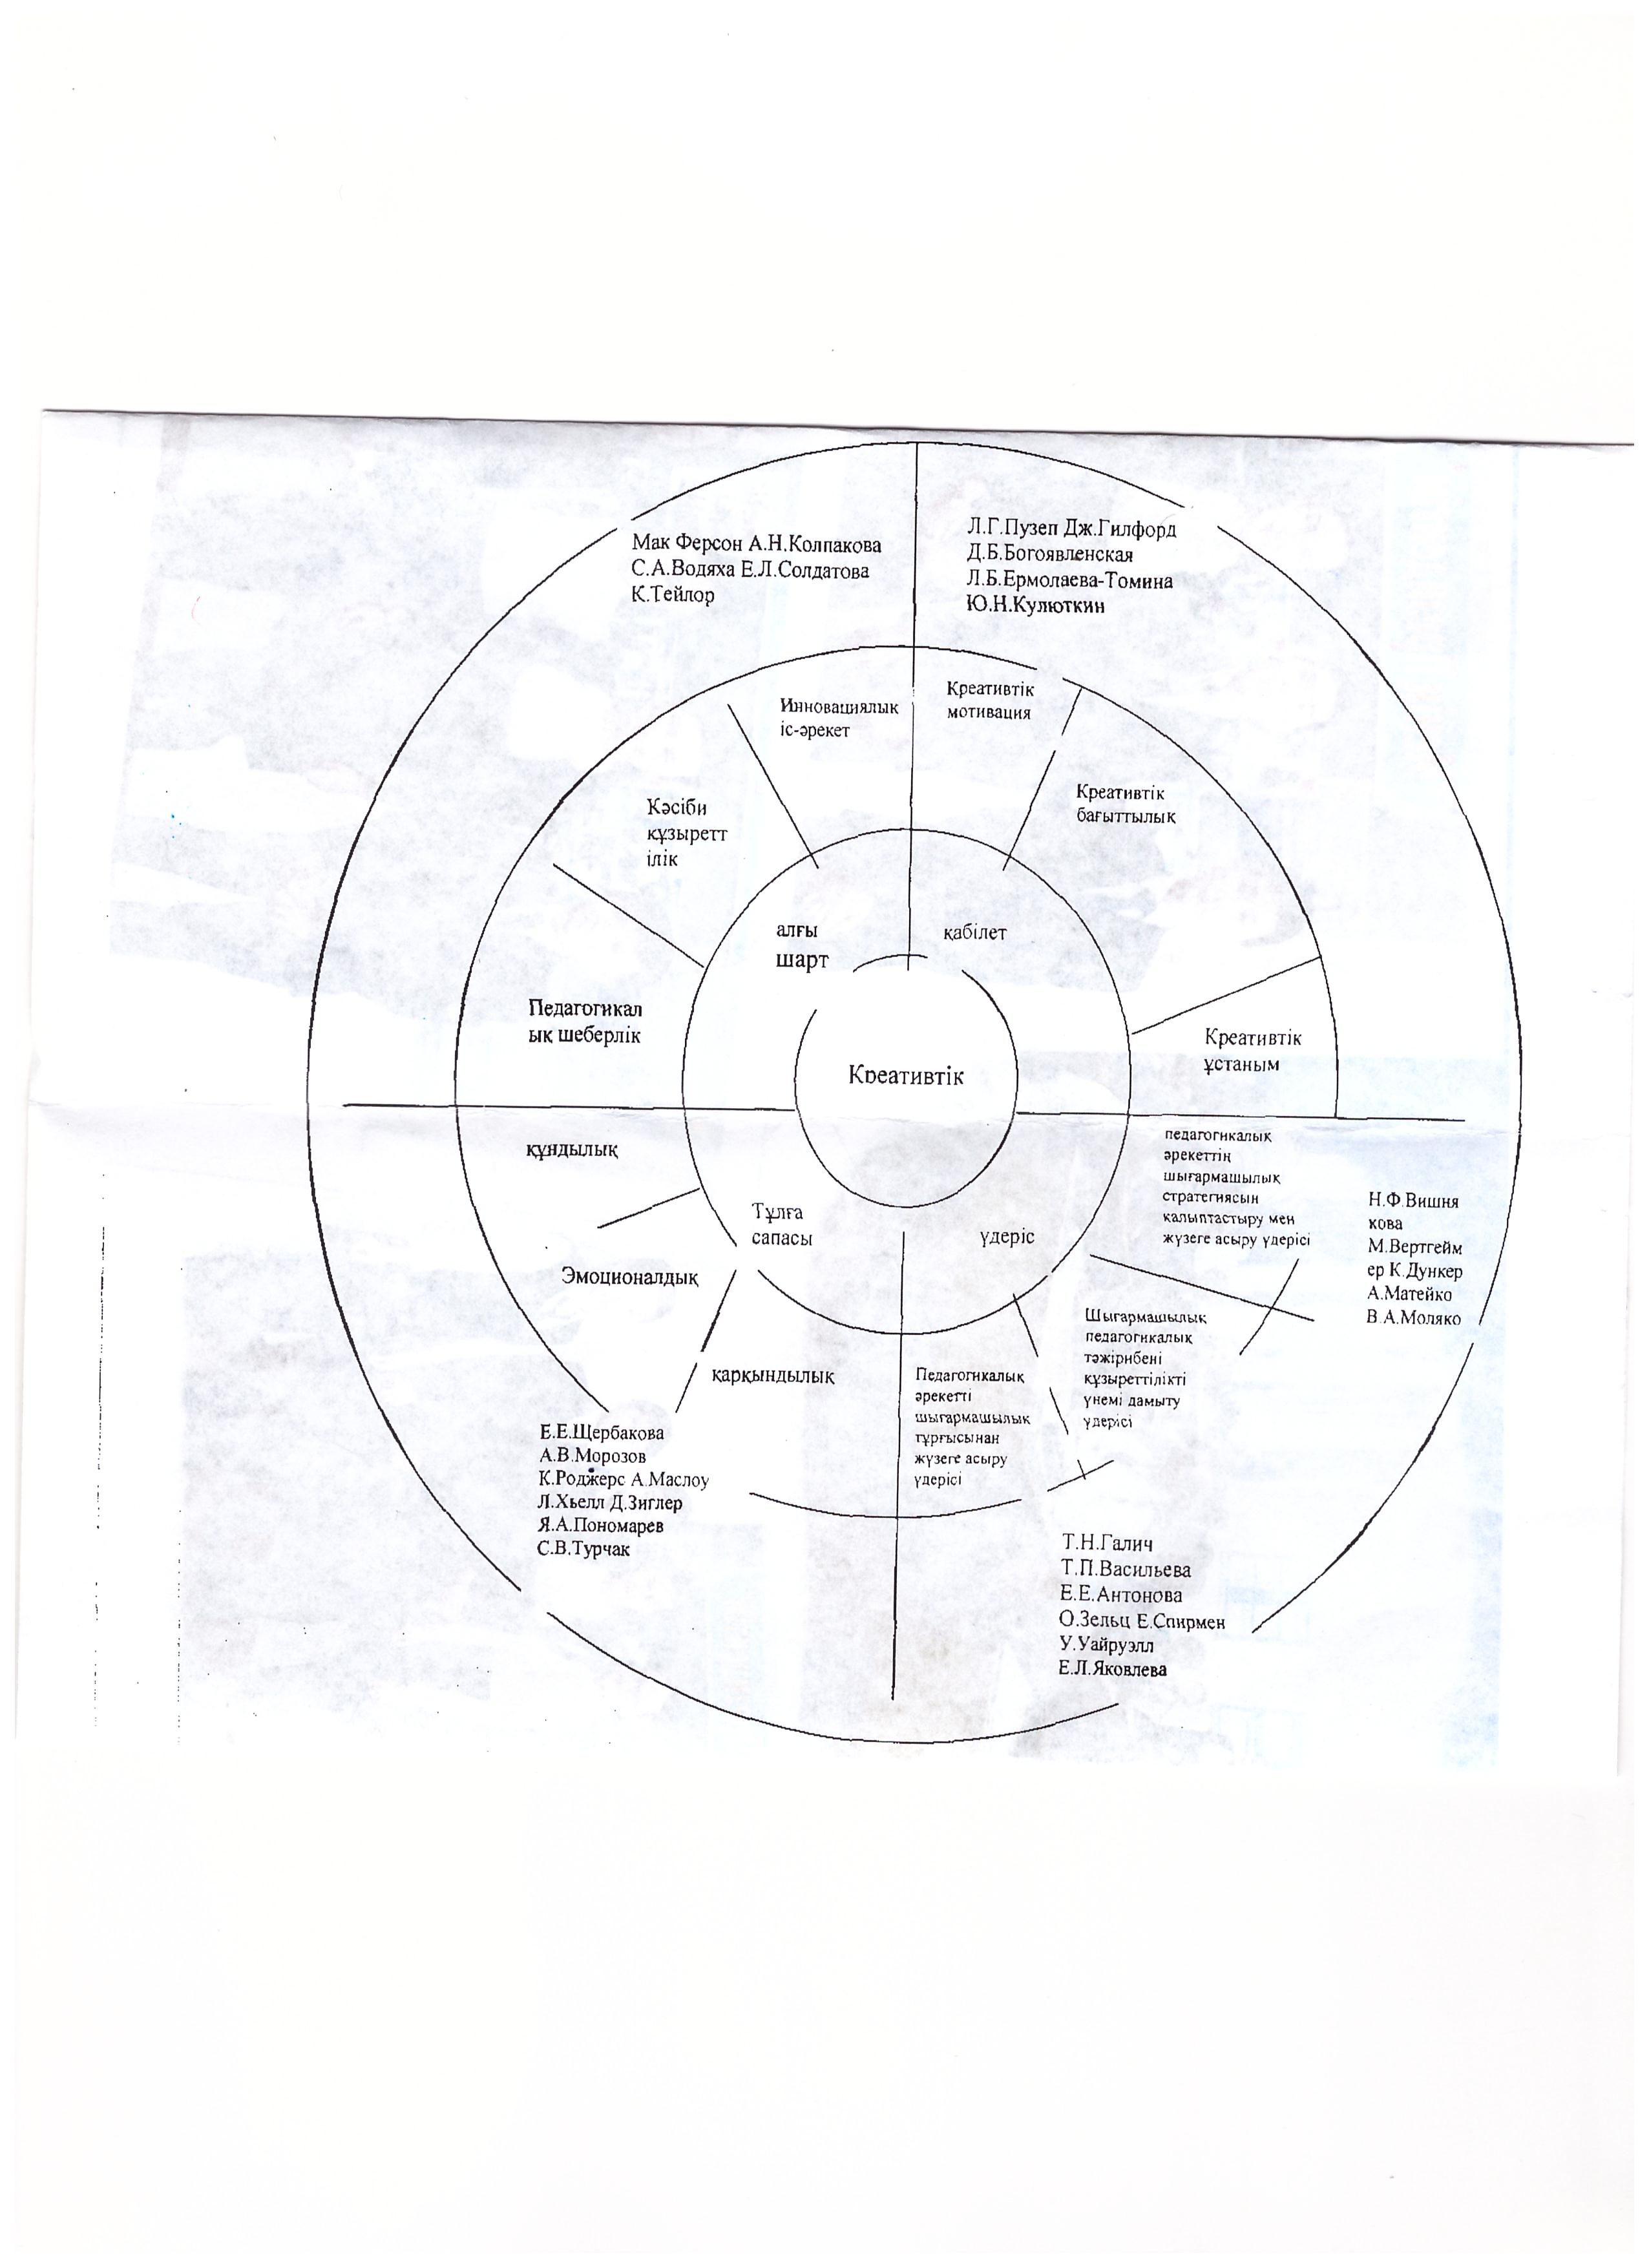 Мак Ферсон А.Н.Колпакова
С.А.Водяха Е.Л.Солдатова
К.Тейлор
Л.Г.Пузеп Дж.Гилфорд
Д.Б.Богоявленская
Л.Б.Ермолаева-Томина
Ю.Н.Кулюткин
Инновациялык
іс-әрекет
Креативтік
мотивация
Кәсіби
құзыретт
ілік
Креативтік
бағыттылық
алғы
шарт
қабілет
Педагогикал
ық шеберлік
Креативтік
ұстаным
Креативтік
құндылық
Тұлға
сапасы
үдеріс
Эмоционалдық
қарқындылық
педагогикалық
әрекеттің
шығармашылық
стратегиясын
қалыптастыру мен
жүзеге асыру үдерісі
Н.Ф.Вишня
кова
М.Вертгейм
ер К.Дункер
А.Матейко
В.А.Моляко
Шығармашылық
педагогикалық
тәжірибені
құзыреттілікті
үнемі дамыту
үдерісі
Педагогикалық
әрекетті
шығармашылық
тұрғысынан
жүзеге асыру
үдерісі
Е.Е.Щербакова
А.В.Морозов
К.Роджерс А.Маслоу
Л.Хьелл Д.Зиглер
Я.А.Пономарев
С.В.Турчак
Т.Н.Галич
Т.П.Васильева
Е.Е.Антонова
О.Зельц Е.Спирмен
У.Уайруэлл
Е.Л.Яковлева